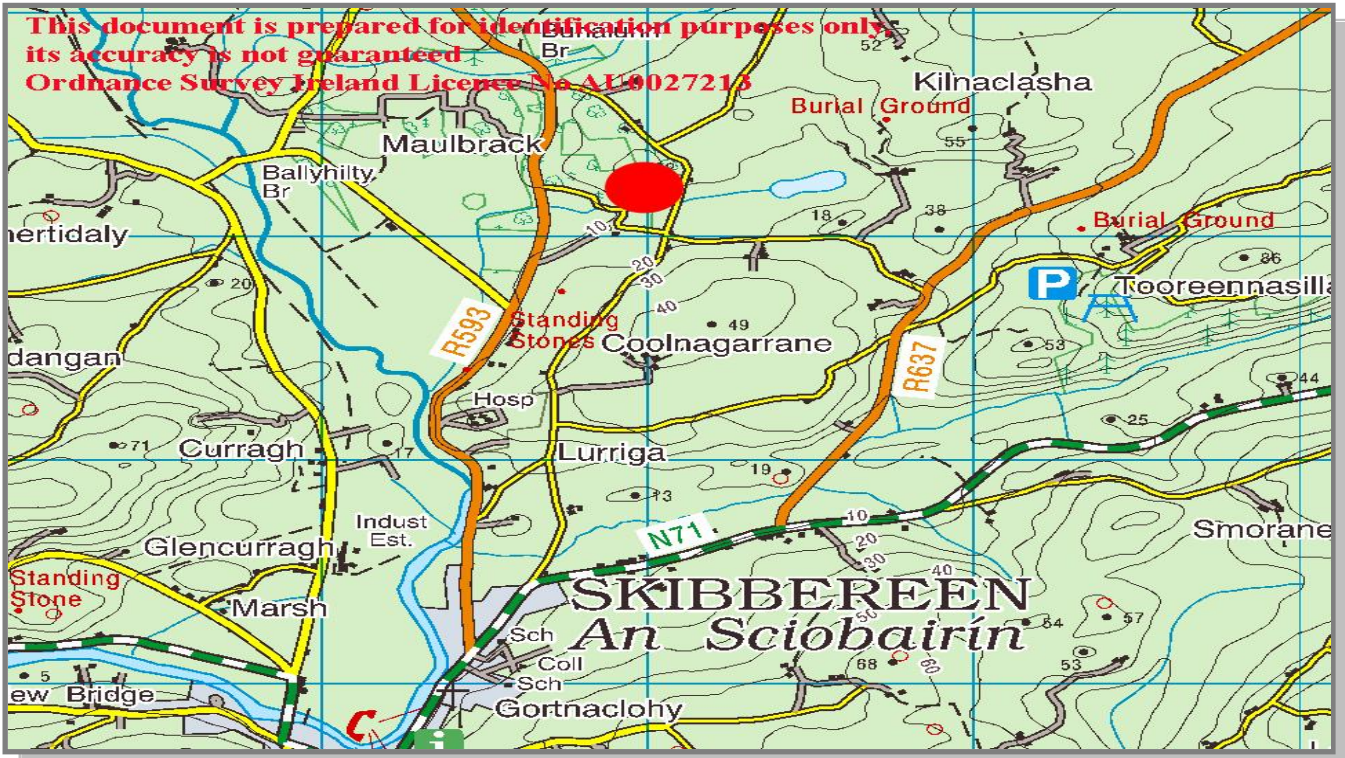 This document is prepared for identification purposes only,
its accuracy is not guaranteed
Ordnance Survey Ireland Licence No AU0027213
Br
52
Kilnaclasha
Burial Ground
55
Maulbrack
Ballyhilty
Br
10
18
38
Burial Ground
86
hertidaly
20
20
30
P
Tooreennasilla
40
R593
Standing
Stones
49
Coolnagarrane
53
R637
dangan
44
Hosp
25
71
Curragh
17
Lurriga
19
13
Indust
Est.
N71
10
Smorane
Glencurragh
20
30
40
Standing
Stone
Marsh
SKIBBEREEN
An Sciobairín
50
54
57
Sch
Coll
68
60
53
5
Sch
ew Bridge
Gortnaclohy
C
i